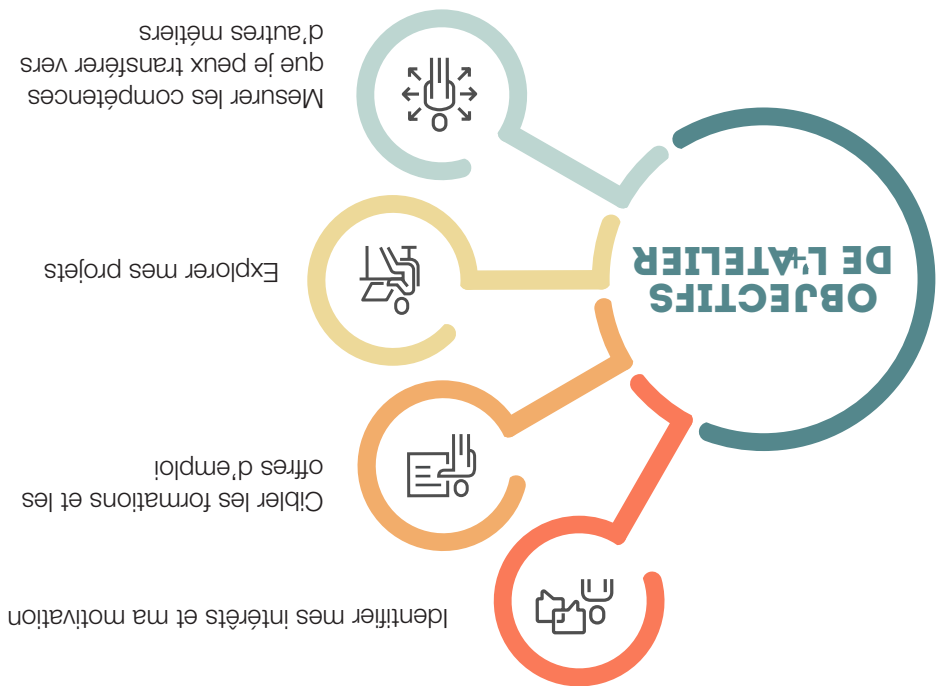 OBJECTIFS
DE L'ATELIER
Identifier mes intérêts et ma motivation
Cibler les formations et les
offres d'emploi
Explorer mes projets
Mesurer les compétences
que je peux transférer vers
d'autres métiers